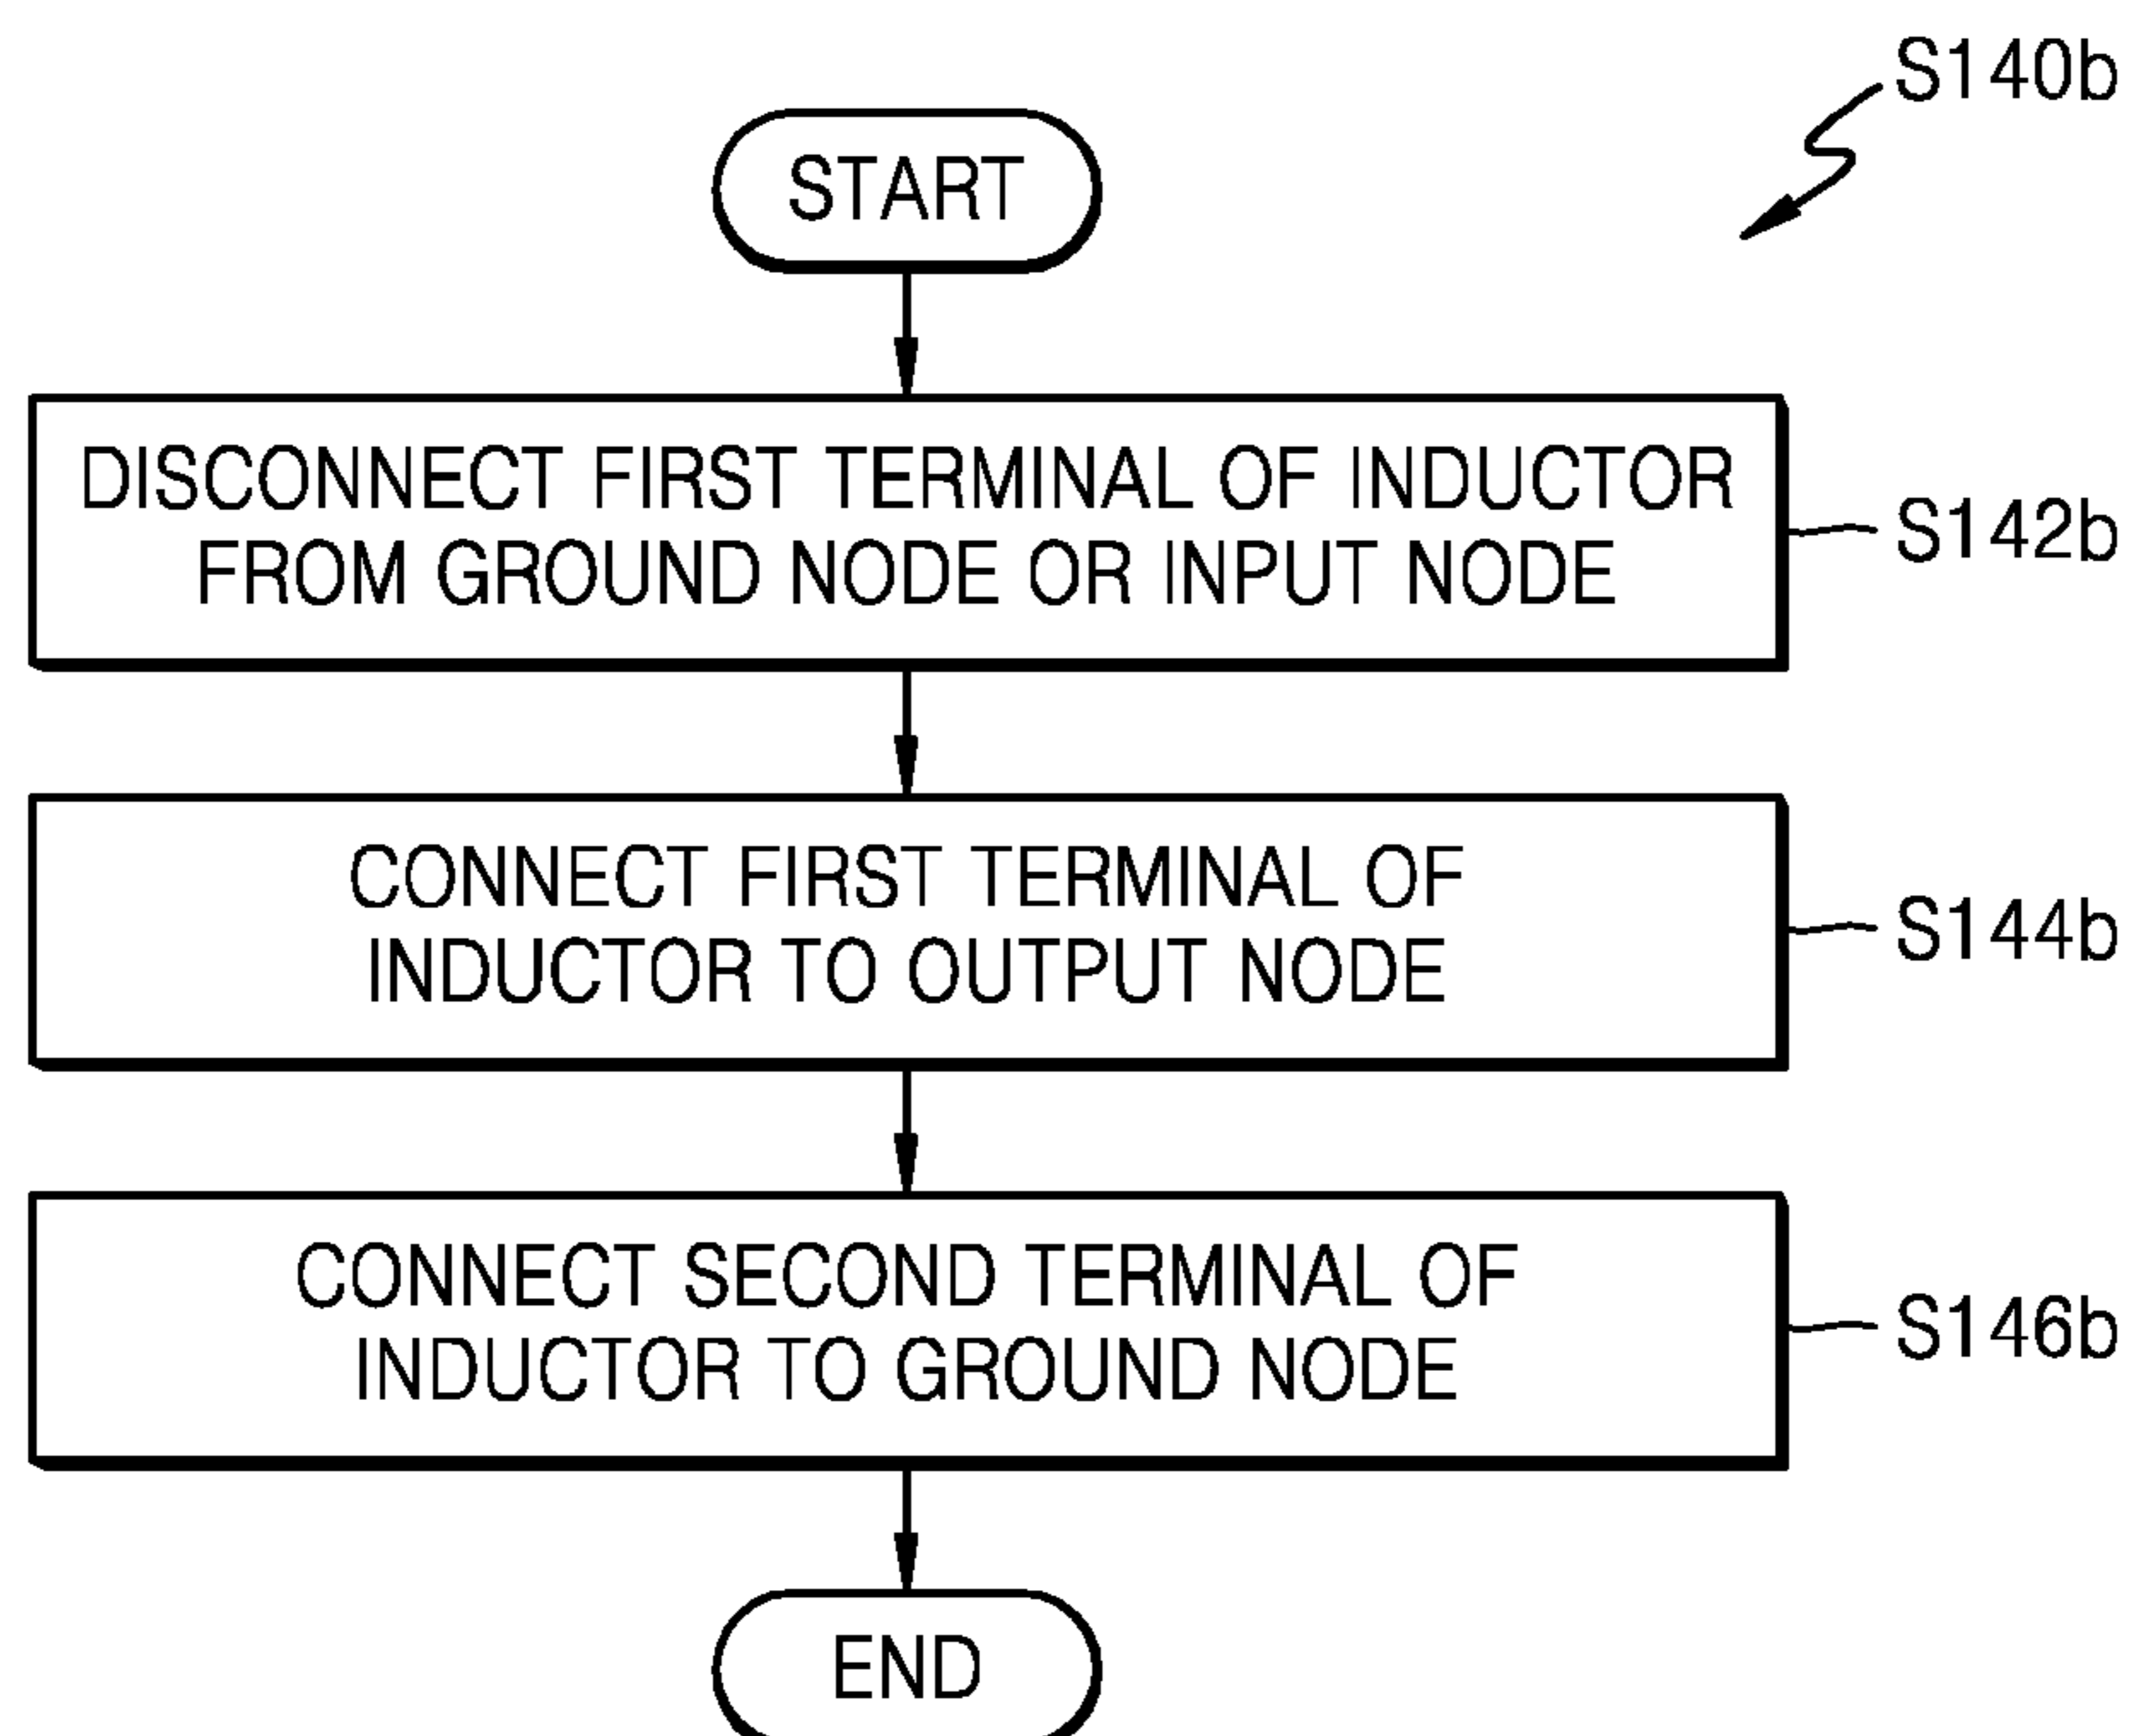 S140b
START
DISCONNECT FIRST TERMINAL OF INDUCTOR
FROM GROUND NODE OR INPUT NODE
S142b
CONNECT FIRST TERMINAL OF
INDUCTOR TO OUTPUT NODE
S144b
CONNECT SECOND TERMINAL OF
INDUCTOR TO GROUND NODE
S146b
END